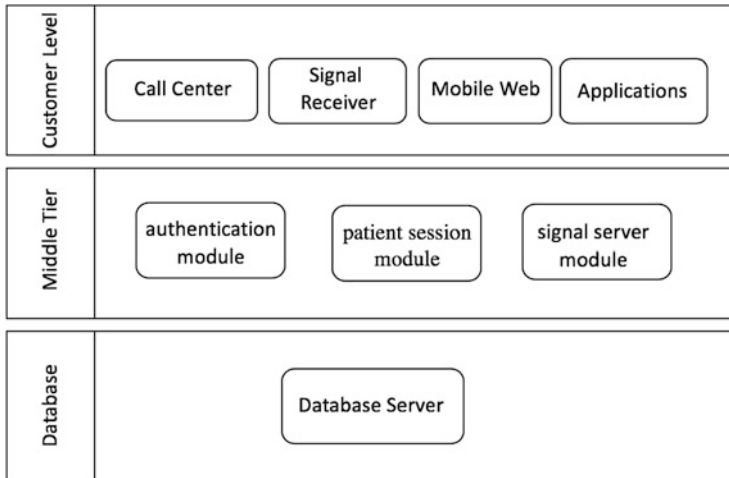 Customer Level
Call Center
Signal
Receiver
Mobile Web
Applications
Middle Tier
authentication
module
patient session
module
signal server
module
Database
Database Server